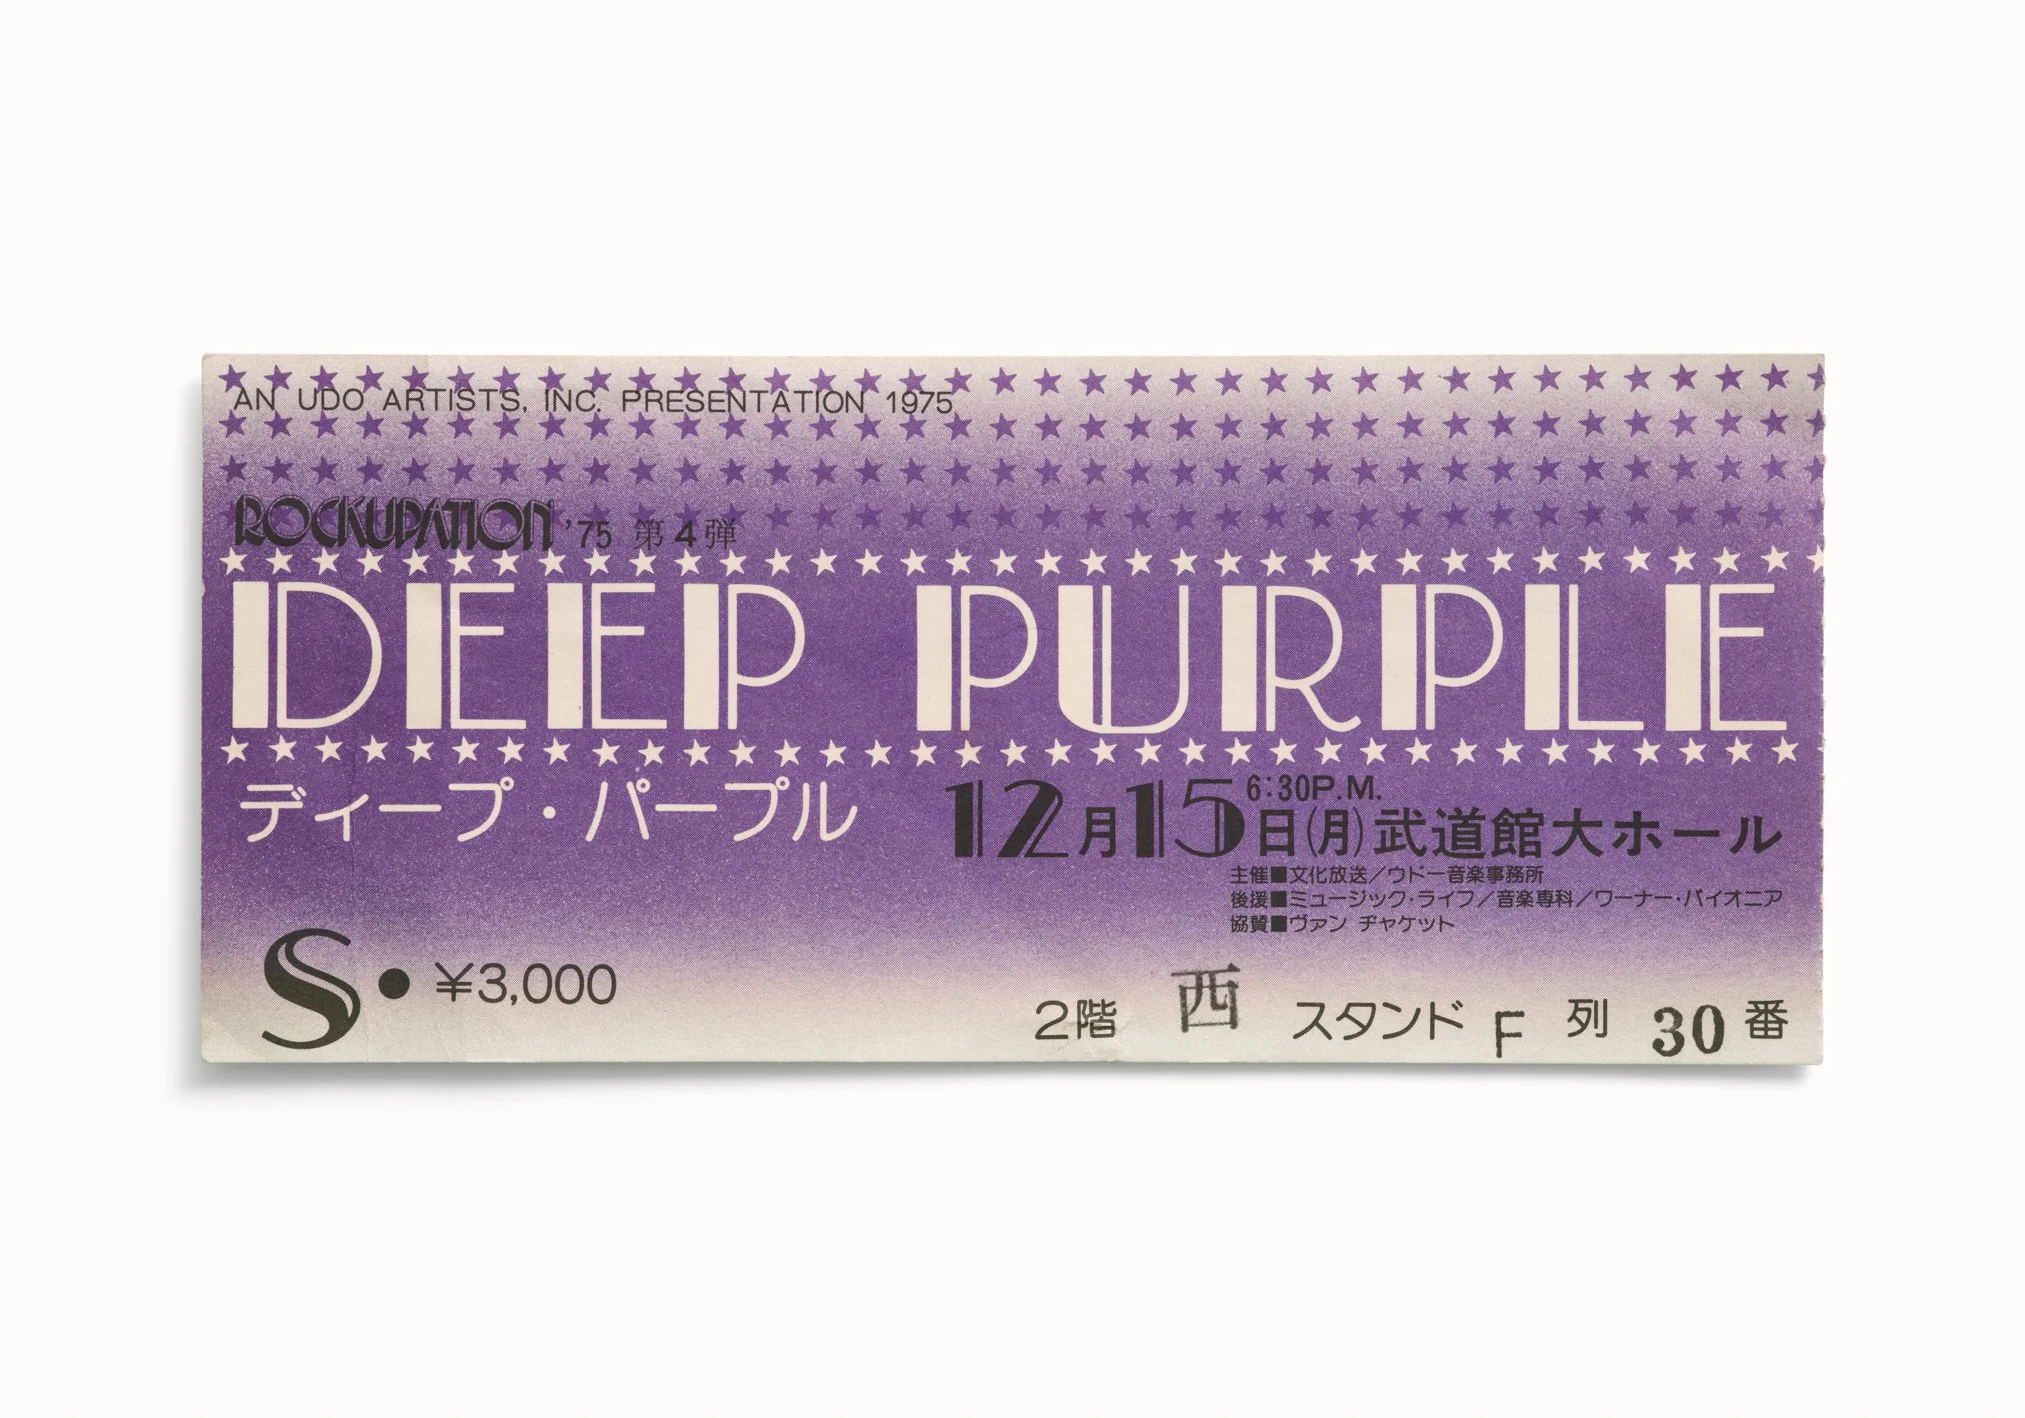 AN UDO ARTISTS, INC. PRESENTATION 1975
ROCKUPATION '75 第4弾
DEEP PURPLE
ディープ・パープル
6:30P.M.
12月15日(月)武道館大ホール
主催■文化放送／ウドー音楽事務所
後援■ミュージック・ライフ／音楽専科／ワーナー・パイオニア
協賛■ヴァン ヂャケット
S・¥3,000
2階 西 スタンド F 列 30 番